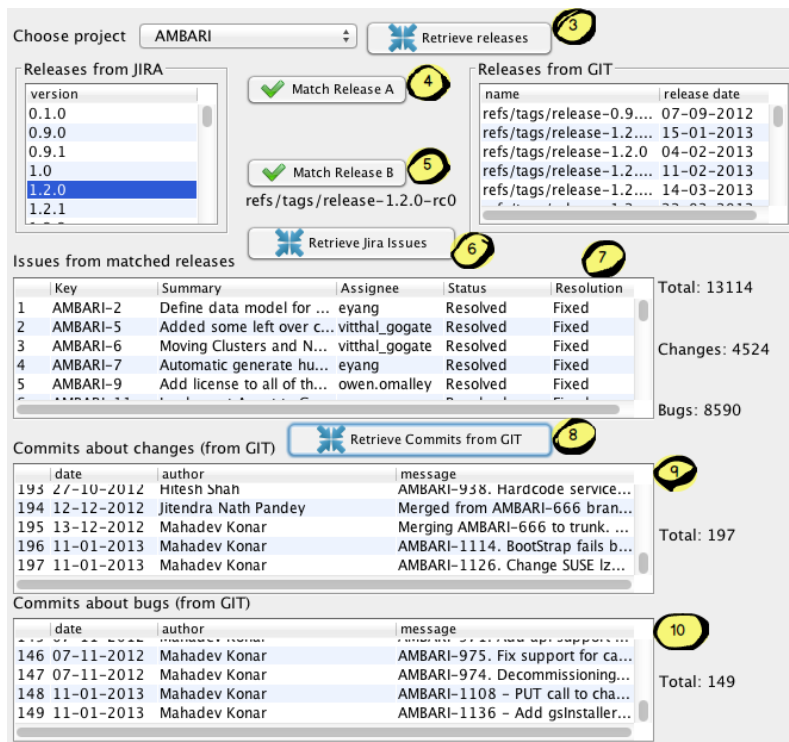 Choose project AMBARI Retrieve releases 3
Releases from JIRA
version
0.1.0
0.9.0
0.9.1
1.0
1.2.0
1.2.1
Match Release A 4
Match Release B 5
refs/tags/release-1.2.0-rc0
Releases from GIT
name release date
refs/tags/release-0.9.... 07-09-2012
refs/tags/release-1.2.... 15-01-2013
refs/tags/release-1.2.0 04-02-2013
refs/tags/release-1.2.... 11-02-2013
refs/tags/release-1.2.... 14-03-2013
Retrieve Jira Issues 6
Issues from matched releases 7
Key Summary Assignee Status Resolution
1 AMBARI-2 Define data model for ... eyang Resolved Fixed
2 AMBARI-5 Added some left over c... vitthal_gogate Resolved Fixed
3 AMBARI-6 Moving Clusters and N... vitthal_gogate Resolved Fixed
4 AMBARI-7 Automatic generate hu... eyang Resolved Fixed
5 AMBARI-9 Add license to all of th... owen.omalley Resolved Fixed
Total: 13114
Changes: 4524
Bugs: 8590
Commits about changes (from GIT) Retrieve Commits from GIT 8
date author message 9
193 27-10-2012 Hitesh Shah AMBARI-938. Hardcode service...
194 12-12-2012 Jitendra Nath Pandey Merged from AMBARI-666 bran...
195 13-12-2012 Mahadev Konar Merging AMBARI-666 to trunk. ...
196 11-01-2013 Mahadev Konar AMBARI-1114. BootStrap fails b...
197 11-01-2013 Mahadev Konar AMBARI-1126. Change SUSE lz...
Total: 197
Commits about bugs (from GIT)
date author message 10
146 07-11-2012 Mahadev Konar AMBARI-975. Fix support for ca...
147 07-11-2012 Mahadev Konar AMBARI-974. Decommissioning...
148 11-01-2013 Mahadev Konar AMBARI-1108 - PUT call to cha...
149 11-01-2013 Mahadev Konar AMBARI-1136 - Add gsInstaller...
Total: 149